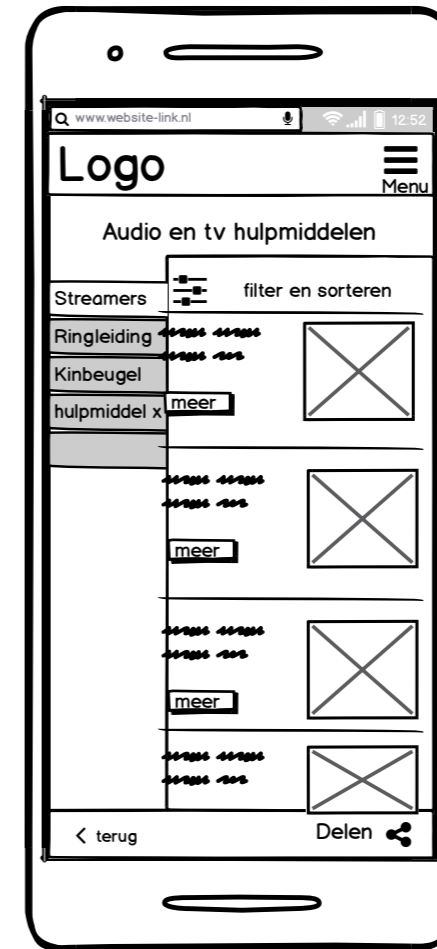 www.website-link.nl
12:52
Logo
Menu
Audio en tv hulpmiddelen
Streamers
filter en sorteren
Ringleiding
Kinbeugel
hulpmiddel x
meer
meer
meer
terug
Delen